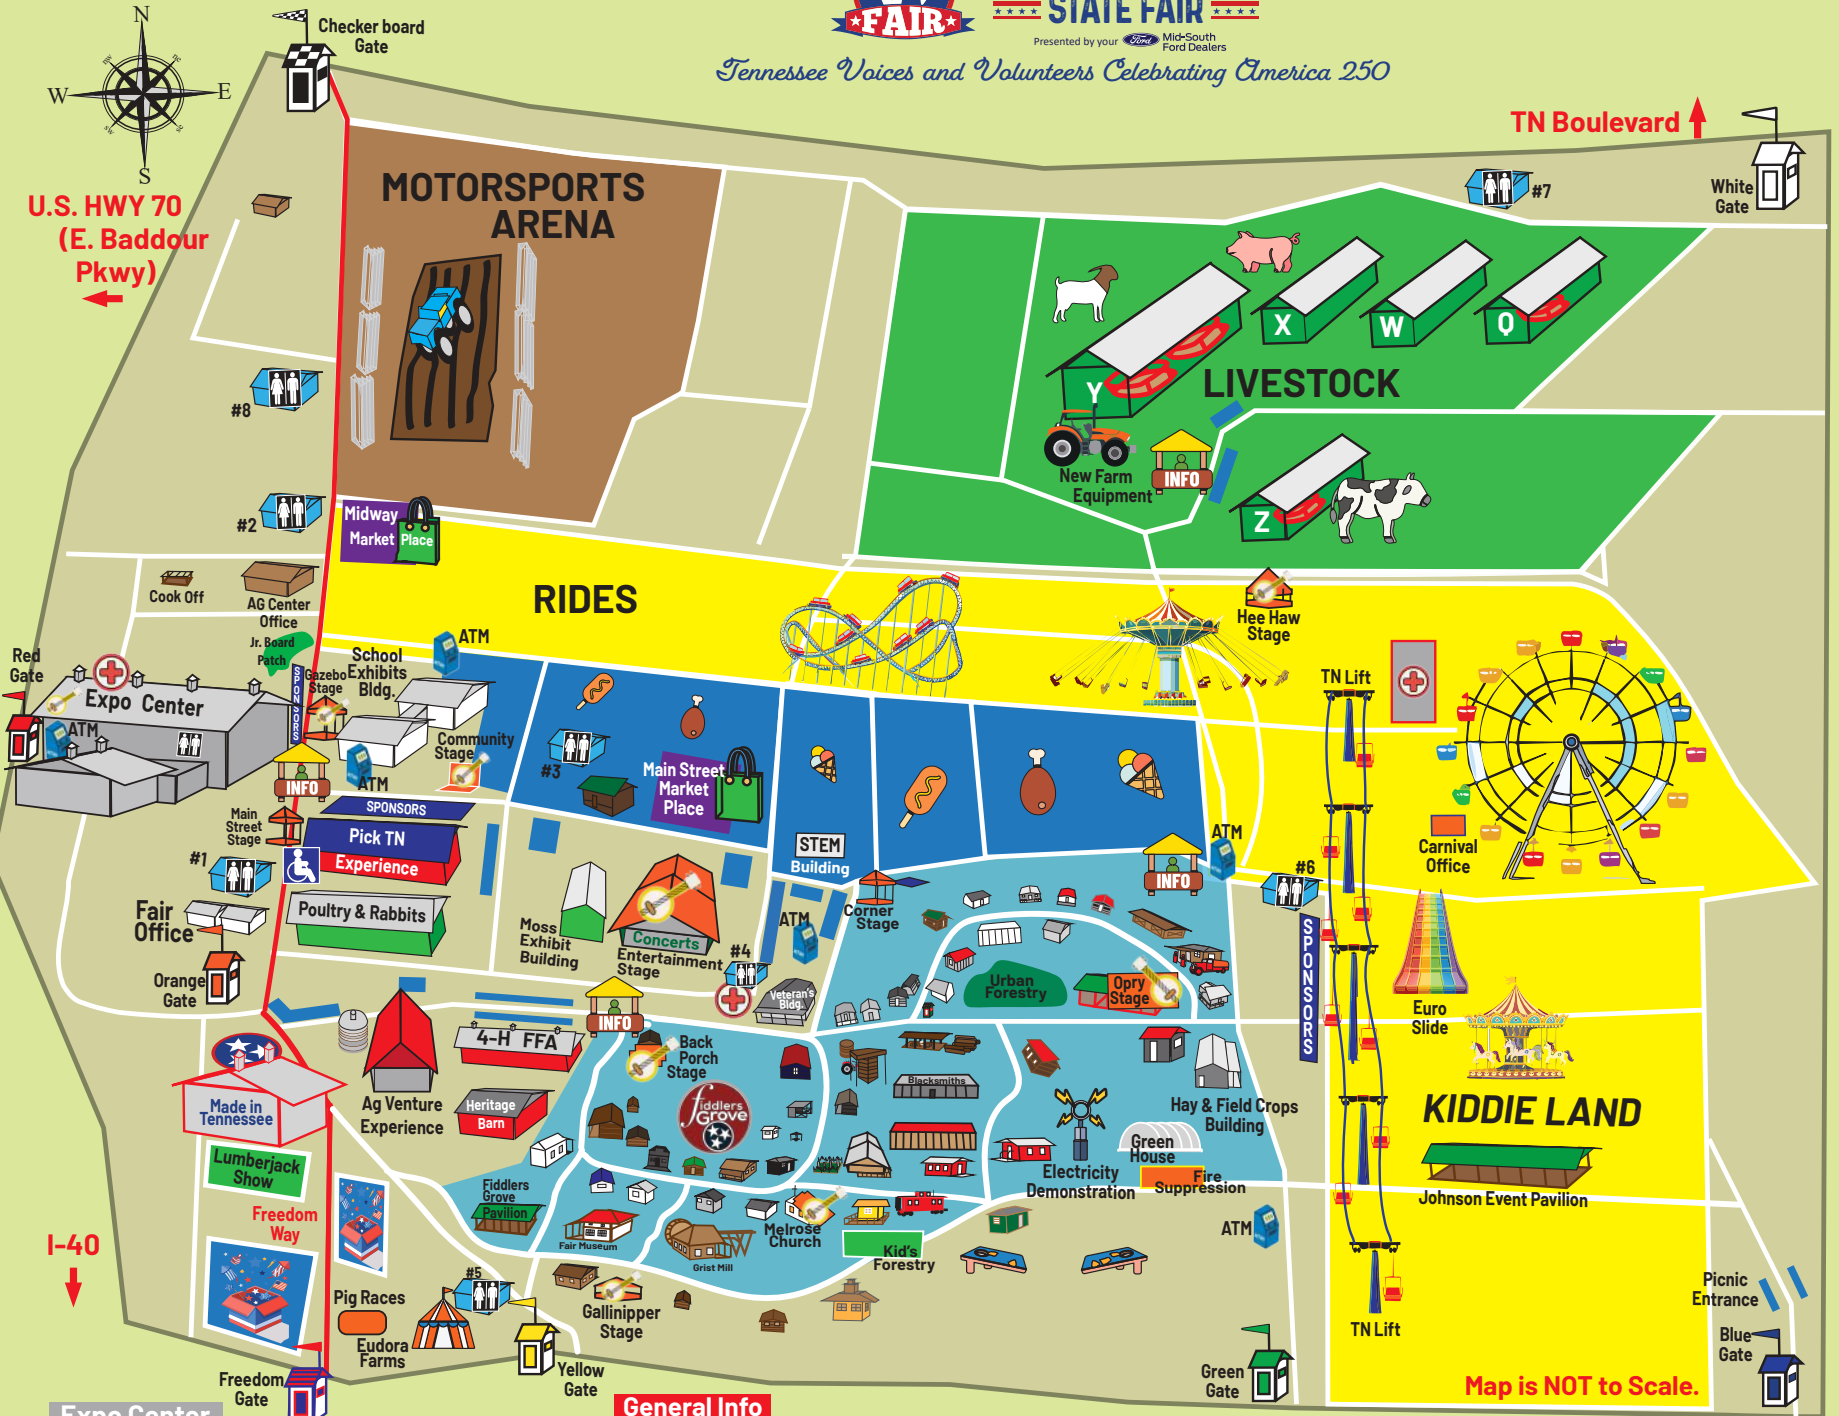 FAIR
STATE FAIR
Presented by your Ford Mid-South
Ford Dealers
Tennessee Voices and Volunteers Celebrating America 250
N
W
E
S
NW
NE
SW
SE
Checker board
Gate
U.S. HWY 70
(E. Baddour
Pkwy)
TN Boulevard
White
Gate
#7
MOTORSPORTS
ARENA
#8
#2
X
W
Q
Y
LIVESTOCK
New Farm
Equipment
INFO
Z
Midway
Market Place
Cook Off
AG Center
Office
RIDES
Hee Haw
Stage
Jr. Board
Patch
Red
Gate
Expo Center
ATM
SPONSORS
Gazebo
Stage
School
Exhibits
Bldg.
ATM
Community
Stage
ATM
INFO
#3
Main Street
Market
Place
TN Lift
Carnival
Office
Main
Street
Stage
SPONSORS
Pick TN
Experience
#1
STEM
Building
INFO
ATM
#6
Fair
Office
Poultry & Rabbits
Moss
Exhibit
Building
Concerts
Entertainment
Stage
#4
ATM
Corner
Stage
Veteran's
Bldg.
Urban
Forestry
Opry
Stage
SPONSORS
Euro
Slide
Orange
Gate
INFO
4-H FFA
Back
Porch
Stage
Fiddlers
Grove
Blacksmiths
Made in
Tennessee
Ag Venture
Experience
Heritage
Barn
Hay & Field Crops
Building
Green
House
Fire
Suppression
Electricity
Demonstration
KIDDIE LAND
Johnson Event Pavilion
Lumberjack
Show
Freedom
Way
Fiddlers
Grove
Pavilion
Fair Museum
Grist Mill
Melrose
Church
Kid's
Forestry
ATM
I-40
Pig Races
Eudora
Farms
#5
Gallinipper
Stage
Yellow
Gate
Freedom
Gate
Green
Gate
TN Lift
Picnic
Entrance
Blue
Gate
Map is NOT to Scale.
Expo Center
General Info